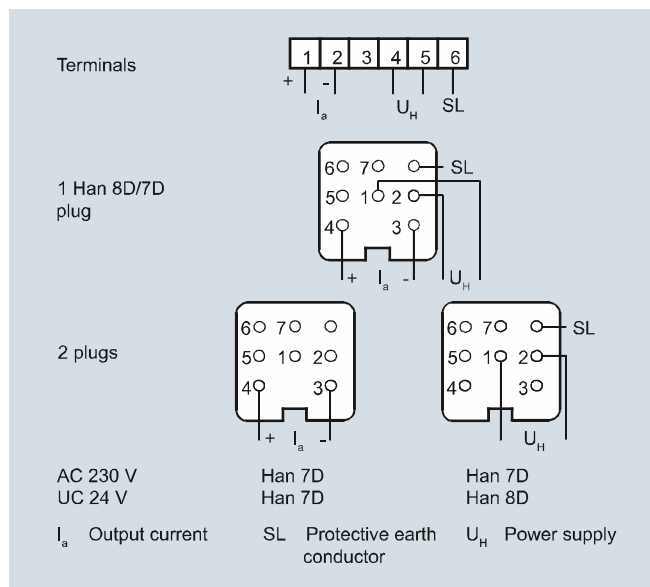 Terminals
1 2 3 4 5 6
+ -
Ia UH SL
1 Han 8D/7D
plug
6 7 SL
5 1 2
4 3
+ Ia - UH
2 plugs
6 7 6 7 SL
5 1 2 5 1 2
4 3 4 3
+ Ia - UH
AC 230 V Han 7D Han 7D
UC 24 V Han 7D Han 8D
Ia Output current SL Protective earth UH Power supply
conductor